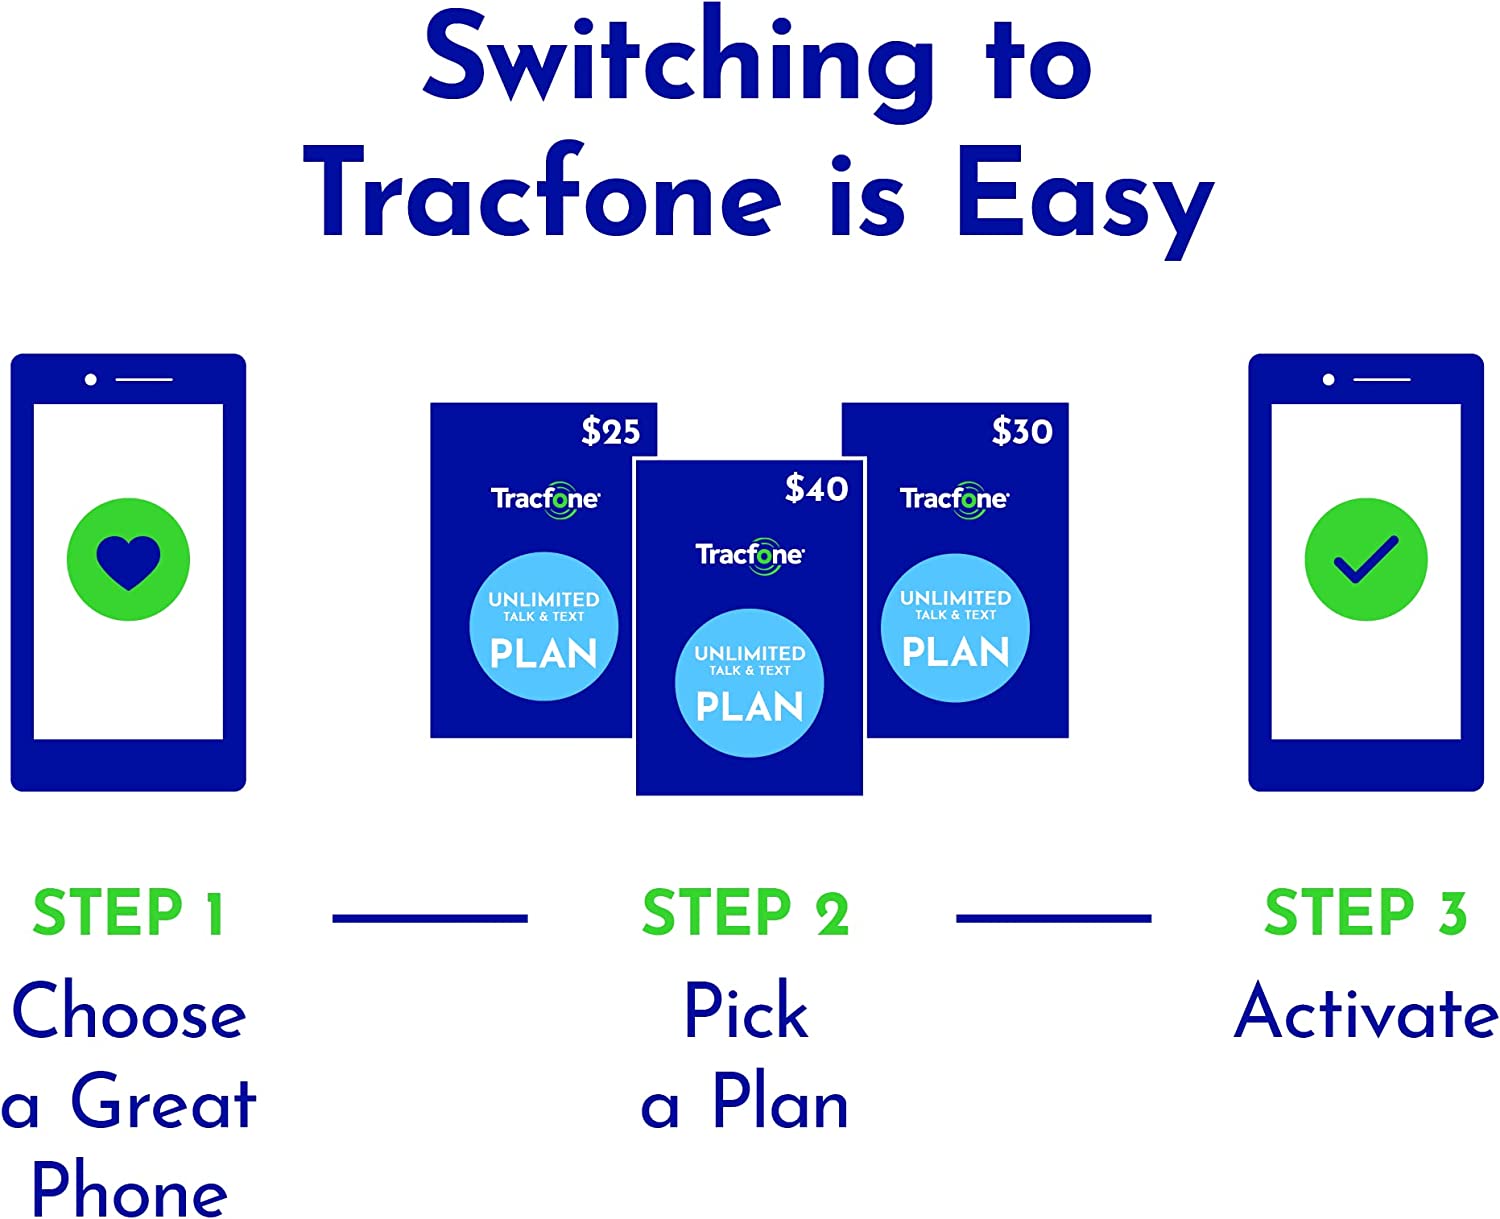 Switching to
Tracfone is Easy
$25
Tracfone
UNLIMITED
TALK & TEXT
PLAN
$40
Tracfone
UNLIMITED
TALK & TEXT
PLAN
$30
Tracfone
UNLIMITED
TALK & TEXT
PLAN
STEP 1
Choose
a Great
Phone
STEP 2
Pick
a Plan
STEP 3
Activate